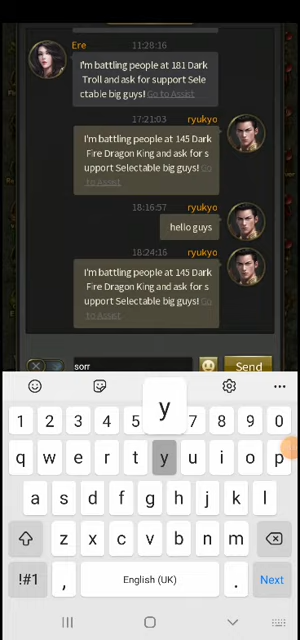 Ere 11:28:16
I'm battling people at 181 Dark
Troll and ask for support Sele
ctable big guys! Go to Assist
17:21:03 ryukyo
I'm battling people at 145 Dark
Fire Dragon King and ask for s
upport Selectable big guys! Go
to Assist
18:16:57 ryukyo
hello guys
18:24:16 ryukyo
I'm battling people at 145 Dark
Fire Dragon King and ask for s
upport Selectable big guys! Go
to Assist
sorr Send
y
1 2 3 4 5 7 8 9 0
q w e r t y u i o p
a s d f g h j k l
z x c v b n m
!#1 , English (UK) . Next